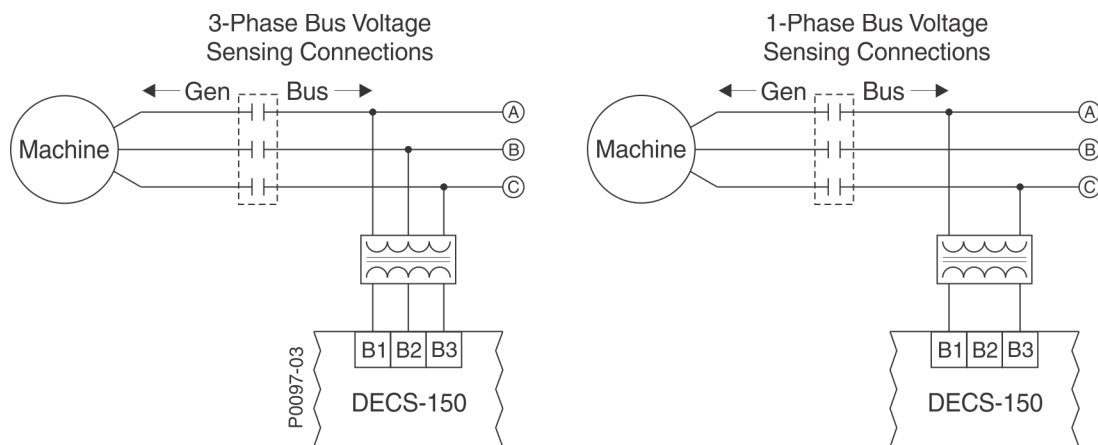 3-Phase Bus Voltage
Sensing Connections
Gen
Bus
Machine
A
B
C
B1 B2 B3
DECS-150
P0097-03
1-Phase Bus Voltage
Sensing Connections
Gen
Bus
Machine
A
B
C
B1 B2 B3
DECS-150